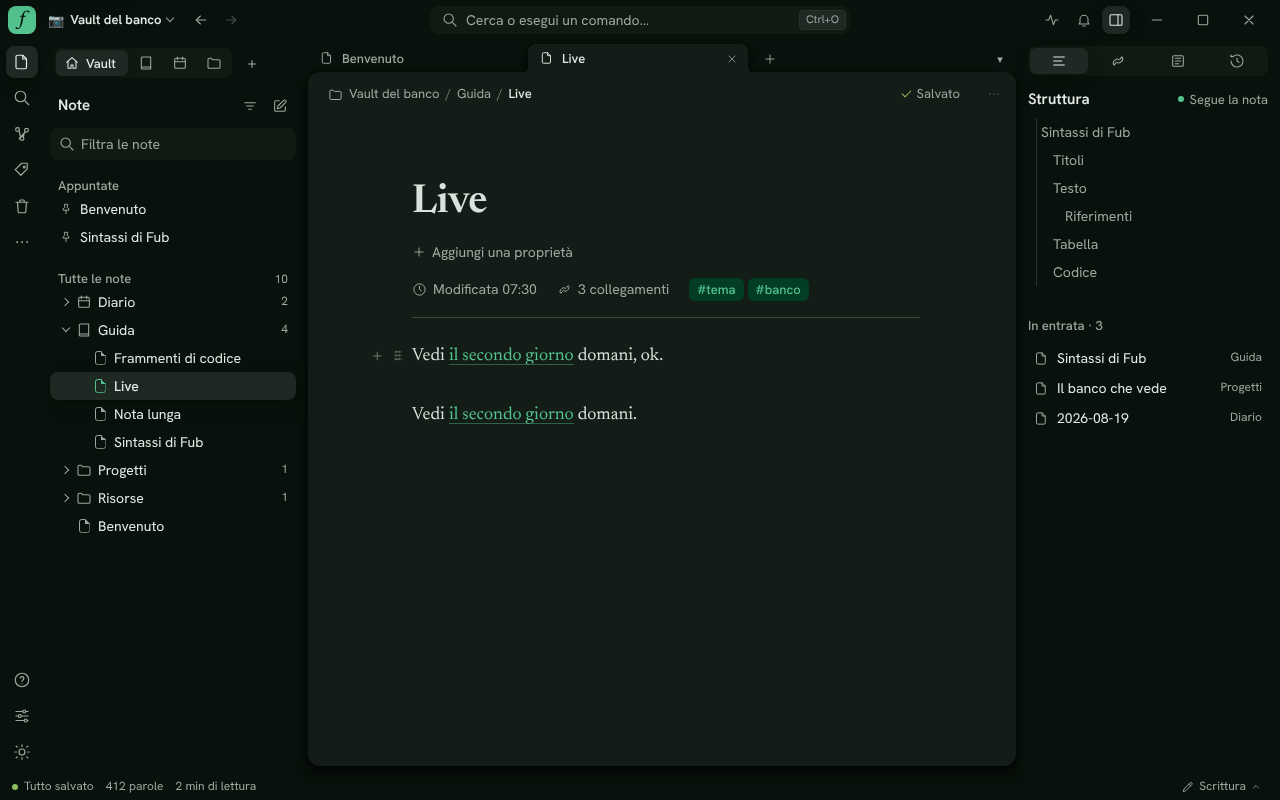 f
Vault del banco
Cerca o esegui un comando...
Ctrl+O
Vault
Note
Filtra le note
Appuntate
Benvenuto
Sintassi di Fub
Tutte le note 10
Diario 2
Guida 4
Frammenti di codice
Live
Nota lunga
Sintassi di Fub
Progetti 1
Risorse 1
Benvenuto
Benvenuto
Live
Vault del banco / Guida / Live
Salvato
Live
Aggiungi una proprietà
Modificata 07:30 3 collegamenti #tema #banco
Vedi il secondo giorno domani, ok.
Vedi il secondo giorno domani.
Struttura
Segue la nota
Sintassi di Fub
Titoli
Testo
Riferimenti
Tabella
Codice
In entrata · 3
Sintassi di Fub Guida
Il banco che vede Progetti
2026-08-19 Diario
Tutto salvato 412 parole 2 min di lettura
Scrittura